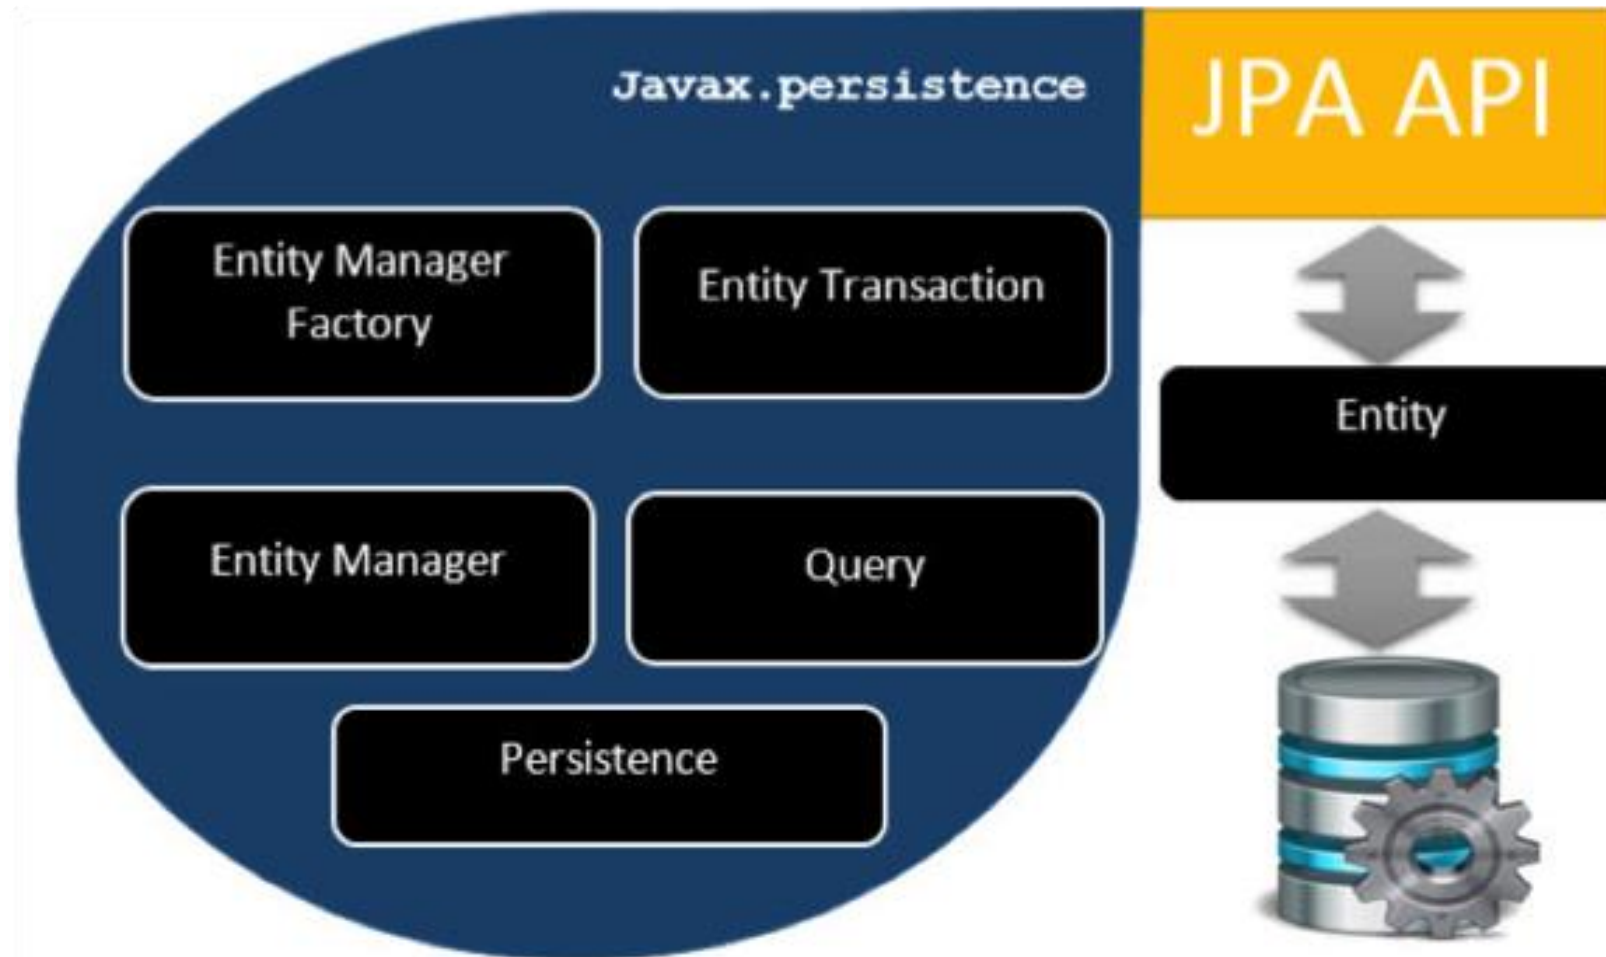 Javax.persistence
JPA API
Entity Manager
Factory
Entity Transaction
Entity
Entity Manager
Query
Persistence